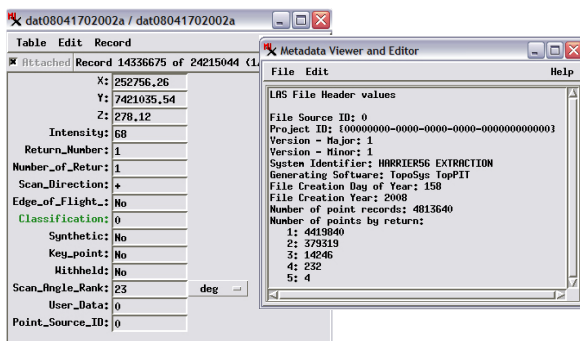 dat08041702002a / dat08041702002a
Table Edit Record
Attached Record 14336675 of 24215044 (1
X: 252756.26
Y: 7421035.54
Z: 278.12
Intensity: 68
Return_Number: 1
Number_of_Retur: 1
Scan_Direction: +
Edge_of_Flight_: No
Classification: 0
Synthetic: No
Key_point: No
Withheld: No
Scan_Angle_Rank: 23 deg
User_Data: 0
Point_Source_ID: 0
Metadata Viewer and Editor
File Edit Help
LAS File Header values
File Source ID: 0
Project ID: {00000000-0000-0000-0000-000000000000}
Version - Major: 1
Version - Minor: 1
System Identifier: HARRIER56 EXTRACTION
Generating Software: TopoSys TopPIT
File Creation Day of Year: 158
File Creation Year: 2008
Number of point records: 4813640
Number of points by return:
1: 4419840
2: 379319
3: 14246
4: 232
5: 4